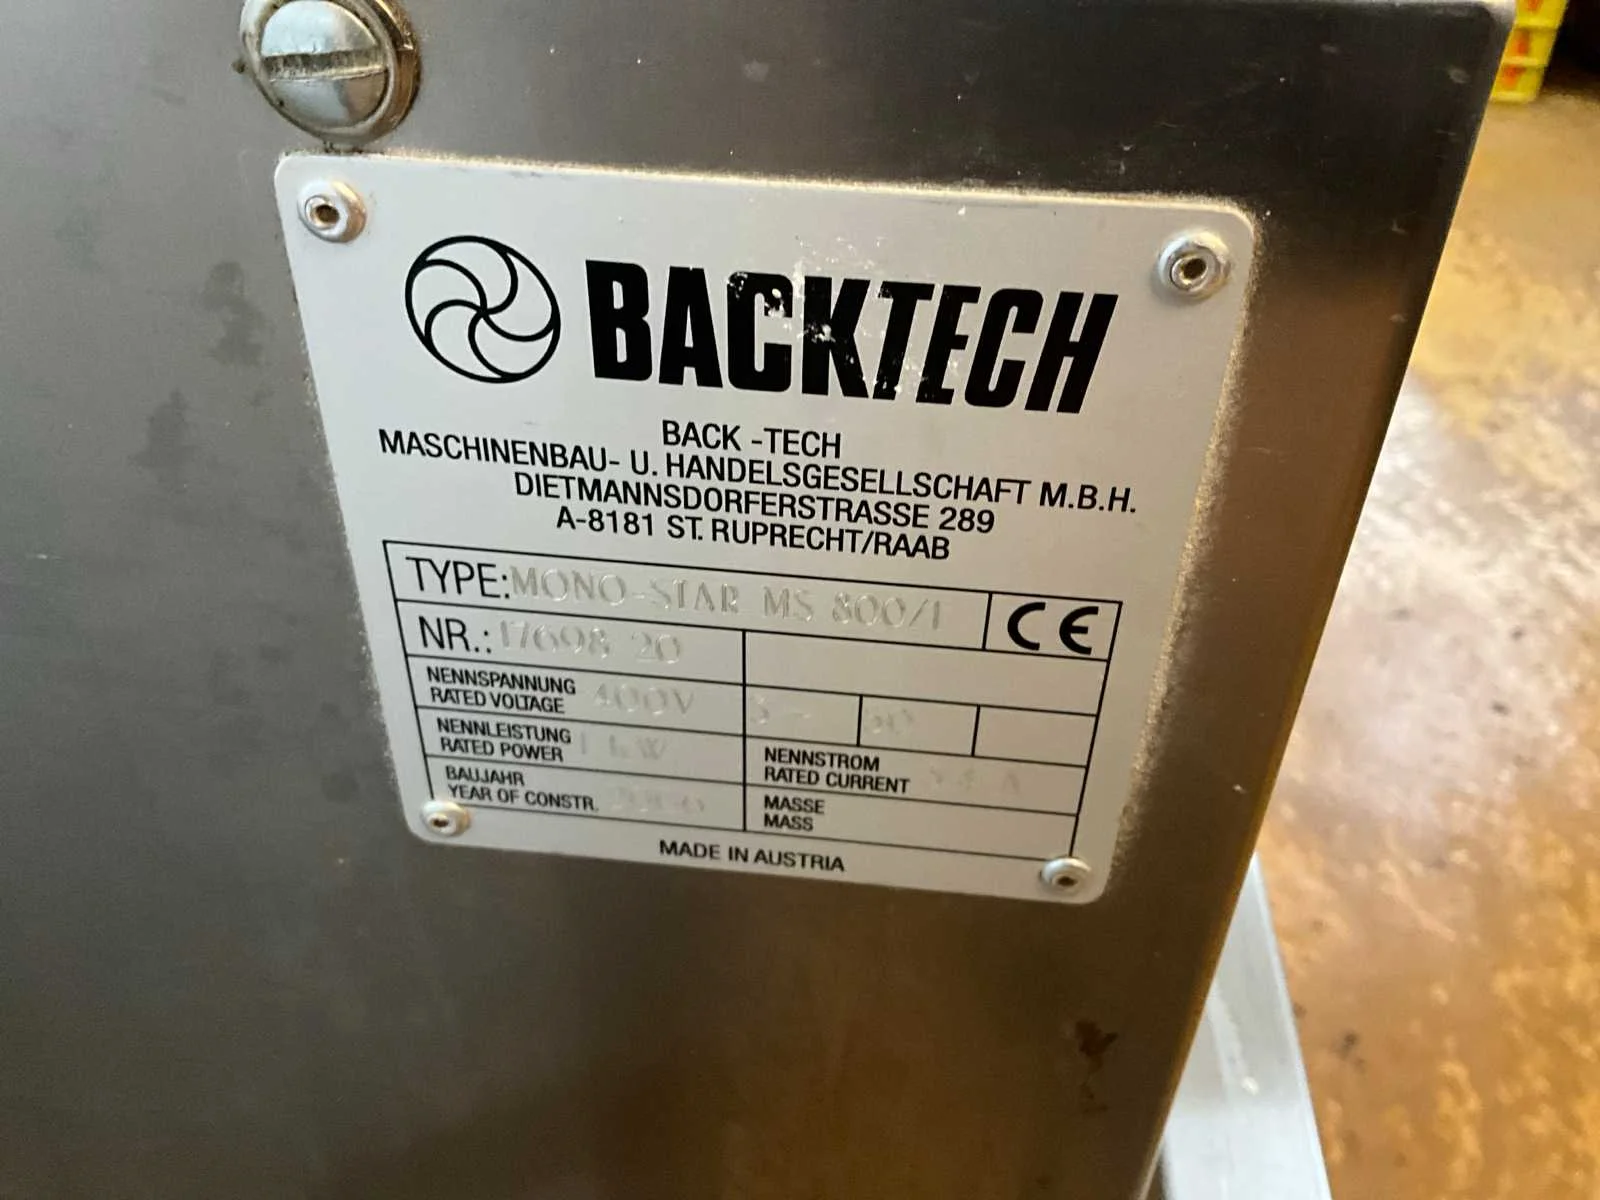 BACKTECH
BACK -TECH
MASCHINENBAU- U. HANDELSGESELLSCHAFT M.B.H.
DIETMANNSDORFERSTRASSE 289
A-8181 ST. RUPRECHT/RAAB
TYPE: MONO-STAR MS 800/1 CE
NR.: 17698 20
NENNSPANNUNG
RATED VOLTAGE 400V
NENNLEISTUNG
RATED POWER 1 kW
NENNSTROM
RATED CURRENT
BAUJAHR
YEAR OF CONSTR.
MASSE
MASS
MADE IN AUSTRIA